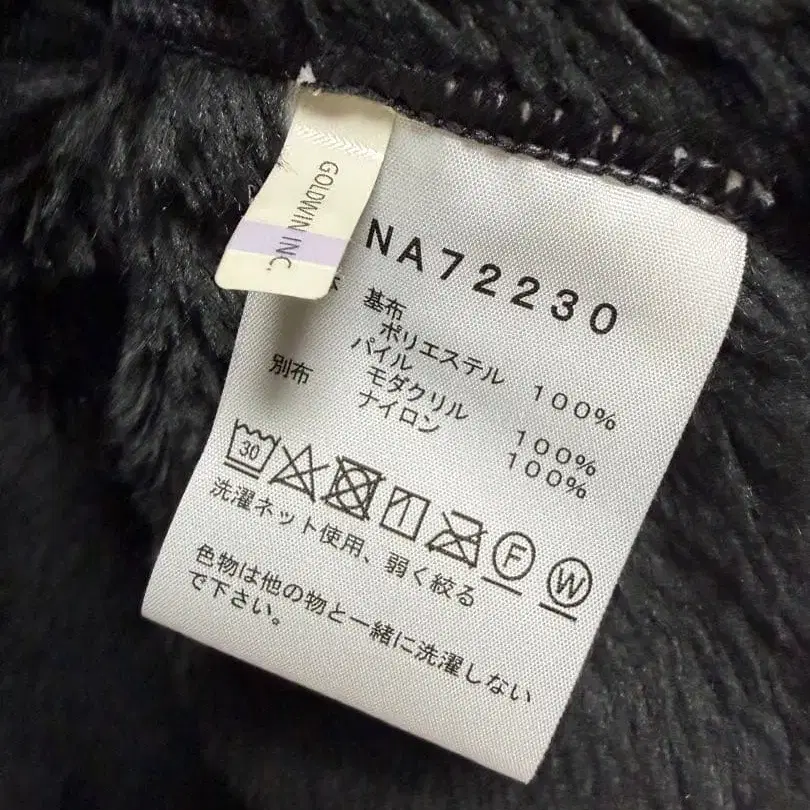 GOLDWIN INC.
NA72230
基布
ポリエステル 100%
パイル
モダクリル 100%
別布 ナイロン 100%
30
F
W
洗濯ネット使用、弱く絞る
色物は他の物と一緒に洗濯しない
で下さい。